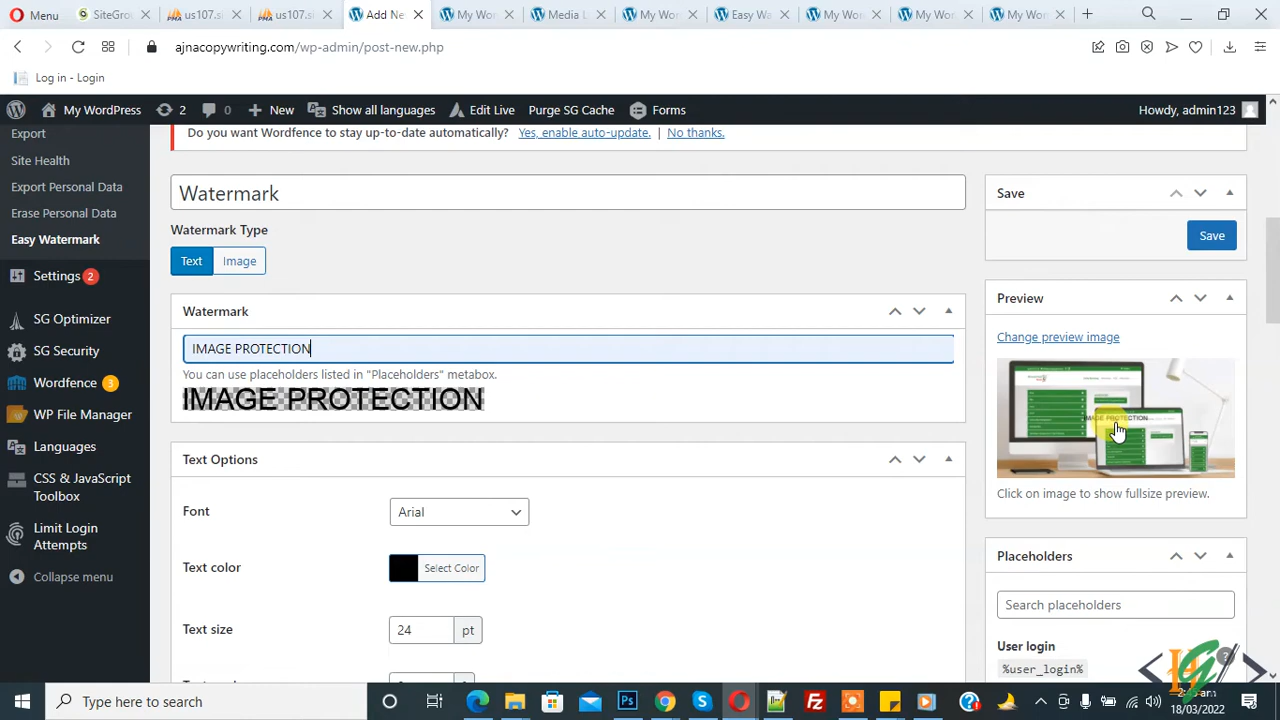 Menu
SiteGro
us107.s
us107.si
Add Ne
My Wor
Media L
My Wor
Easy Wa
My Wor
My Wor
My Wor
ajnacopywriting.com/wp-admin/post-new.php
Log in - Login
My WordPress 2 0 New Show all languages Edit Live Purge SG Cache Forms Howdy, admin123
Export
Site Health
Export Personal Data
Erase Personal Data
Easy Watermark
Settings 2
SG Optimizer
SG Security
Wordfence 3
WP File Manager
Languages
CSS & JavaScript
Toolbox
Limit Login
Attempts
Collapse menu
Do you want Wordfence to stay up-to-date automatically? Yes, enable auto-update. | No thanks.
Watermark
Watermark Type
Text Image
Watermark
IMAGE PROTECTION
You can use placeholders listed in "Placeholders" metabox.
IMAGE PROTECTION
Text Options
Font Arial
Text color Select Color
Text size 24 pt
Save
Save
Preview
Change preview image
IMAGE PROTECTION
Click on image to show fullsize preview.
Placeholders
Search placeholders
User login
%user_login%
Type here to search
18/03/2022